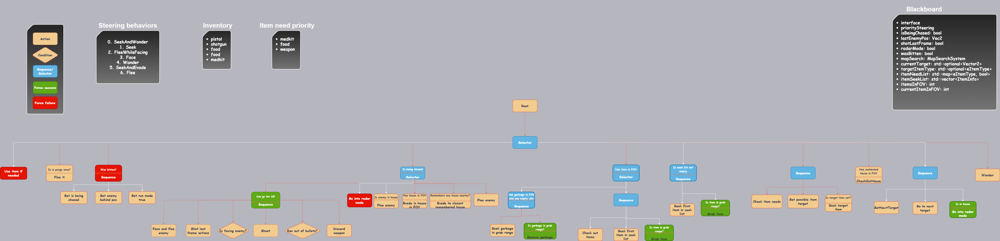 Blackboard
Steering behaviors
Inventory
Item need priority
Action
Condition
Sequence/
Selector
Force success
Force failure
0. SeekAndWander
1. Seek
2. FleeWhileFacing
3. Face
4. Wander
5. SeekAndEvade
6. Flee
• pistol
• shotgun
• food
• food
• medkit
• medkit
• food
• weapon
• interface
• prioritySteering
• isBeingChased: bool
• lastEnemyPos: Vec2
• shotLastFrame: bool
• radarMode: bool
• wasBitten: bool
• mapSearch: MapSearchSystem
• currentTarget: std::optional<Vector2>
• targetItemType: std::optional<eItemType>
• itemNeedList: std::map<eItemType, bool>
• itemSeekList: std::vector<ItemInfo>
• itemsInFOV: int
• currentItemInFOV: int
Root
Selector
Use item if
needed
Is in purge zone?
Flee it
Was bitten?
Sequence
Set is being
chased
Set enemy
behind pos
Set run mode
true
Is being chased
Selector
Can go for kill
Sequence
Face and flee
enemy
Shot last
frame actions
Is facing enemy?
Shoot
Ran out of bullets?
Discard
weapon
Go into radar
mode
Is enemy in house
Flee enemy
Has house in FOV
Evade in house
in FOV
Remembers any house nearby?
Evade to closest
remembered house
Flee enemy
Has item in FOV
Selector
Has garbage in FOV
and one empty slot
Sequence
Seek garbage
in grab range
Is garbage in grab
range?
Remove garbage
Sequence
Check out
items
Seek first
item in seek
list
Is item in grab
range?
Grab item
Is seek list not
empty
Sequence
Seek first
item in seek
list
Is item in grab
range?
Grab item
Sequence
Check item needs
Set possible item
target
Is target item set?
Seek target
item
Has unchecked
house in FOV
CheckOutHouse
Sequence
SetNextTarget
Go to next
target
Is in house
Go into radar
mode
Wander